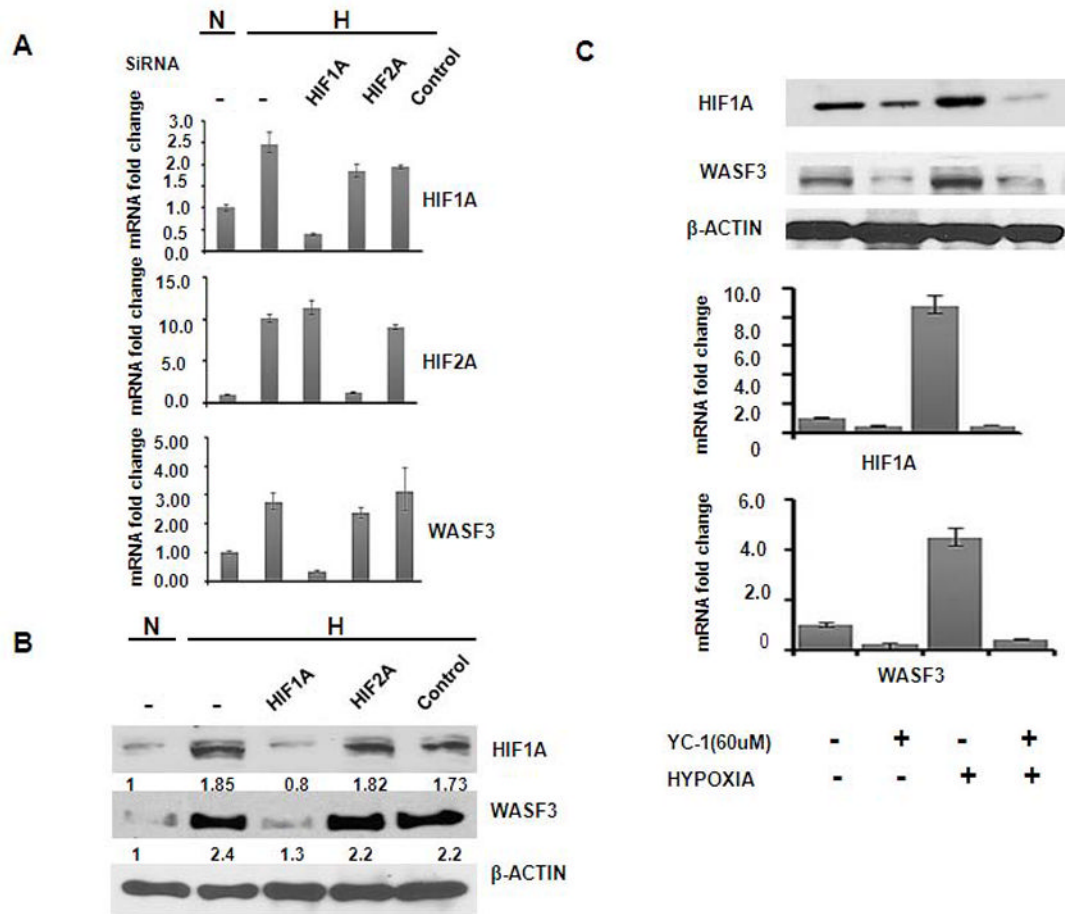 A
N H
SiRNA
- - HIF1A HIF2A Control
mRNA fold change
3.0
2.5
2.0
1.5
1.0
0.5
0.0
HIF1A
mRNA fold change
15.0
10.0
5.0
0.0
HIF2A
mRNA fold change
5.00
4.00
3.00
2.00
1.00
0.00
WASF3
B
N H
- - HIF1A HIF2A Control
HIF1A
1 1.85 0.8 1.82 1.73
WASF3
1 2.4 1.3 2.2 2.2
β-ACTIN
C
HIF1A
WASF3
β-ACTIN
mRNA fold change
10.0
8.0
6.0
4.0
2.0
0
HIF1A
mRNA fold change
6.0
4.0
2.0
0
WASF3
YC-1(60uM) - + - +
HYPOXIA - - + +